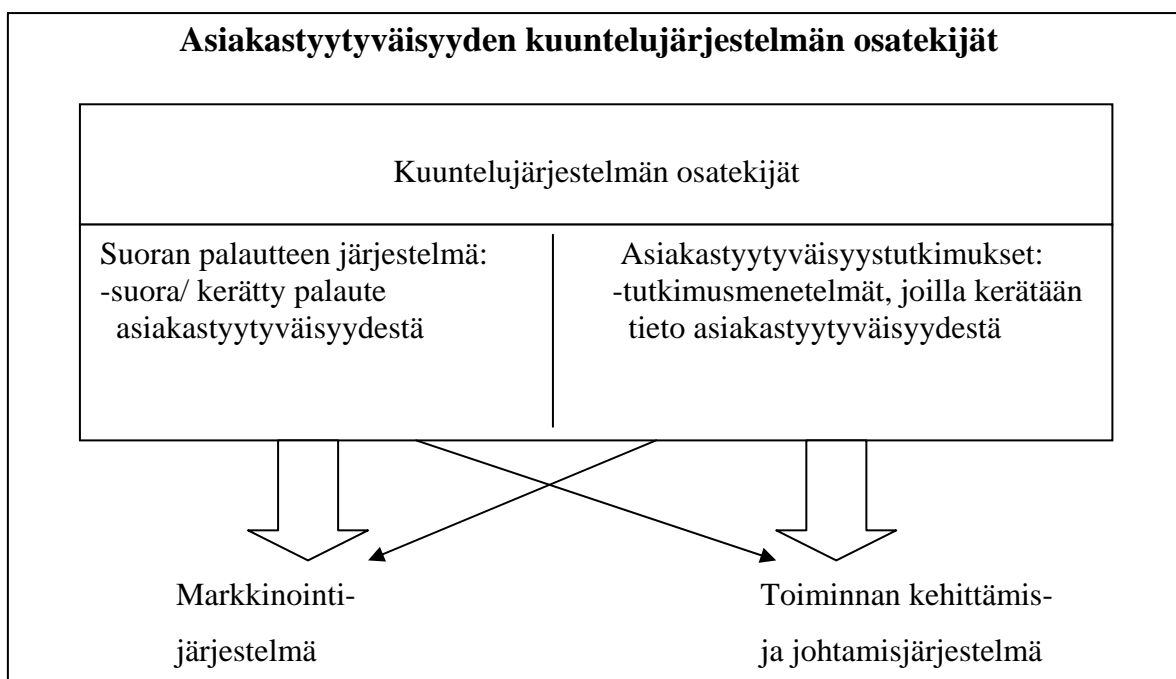 Asiakastyytyväisyyden kuuntelujärjestelmän osatekijät
Kuuntelujärjestelmän osatekijät
Suoran palautteen järjestelmä:
-suora/ kerätty palaute
asiakastyytyväisyydestä
Asiakastyytyväisyystutkimukset:
-tutkimusmenetelmät, joilla kerätään
tieto asiakastyytyväisyydestä
Markkinointi-
järjestelmä
Toiminnan kehittämis-
ja johtamisjärjestelmä